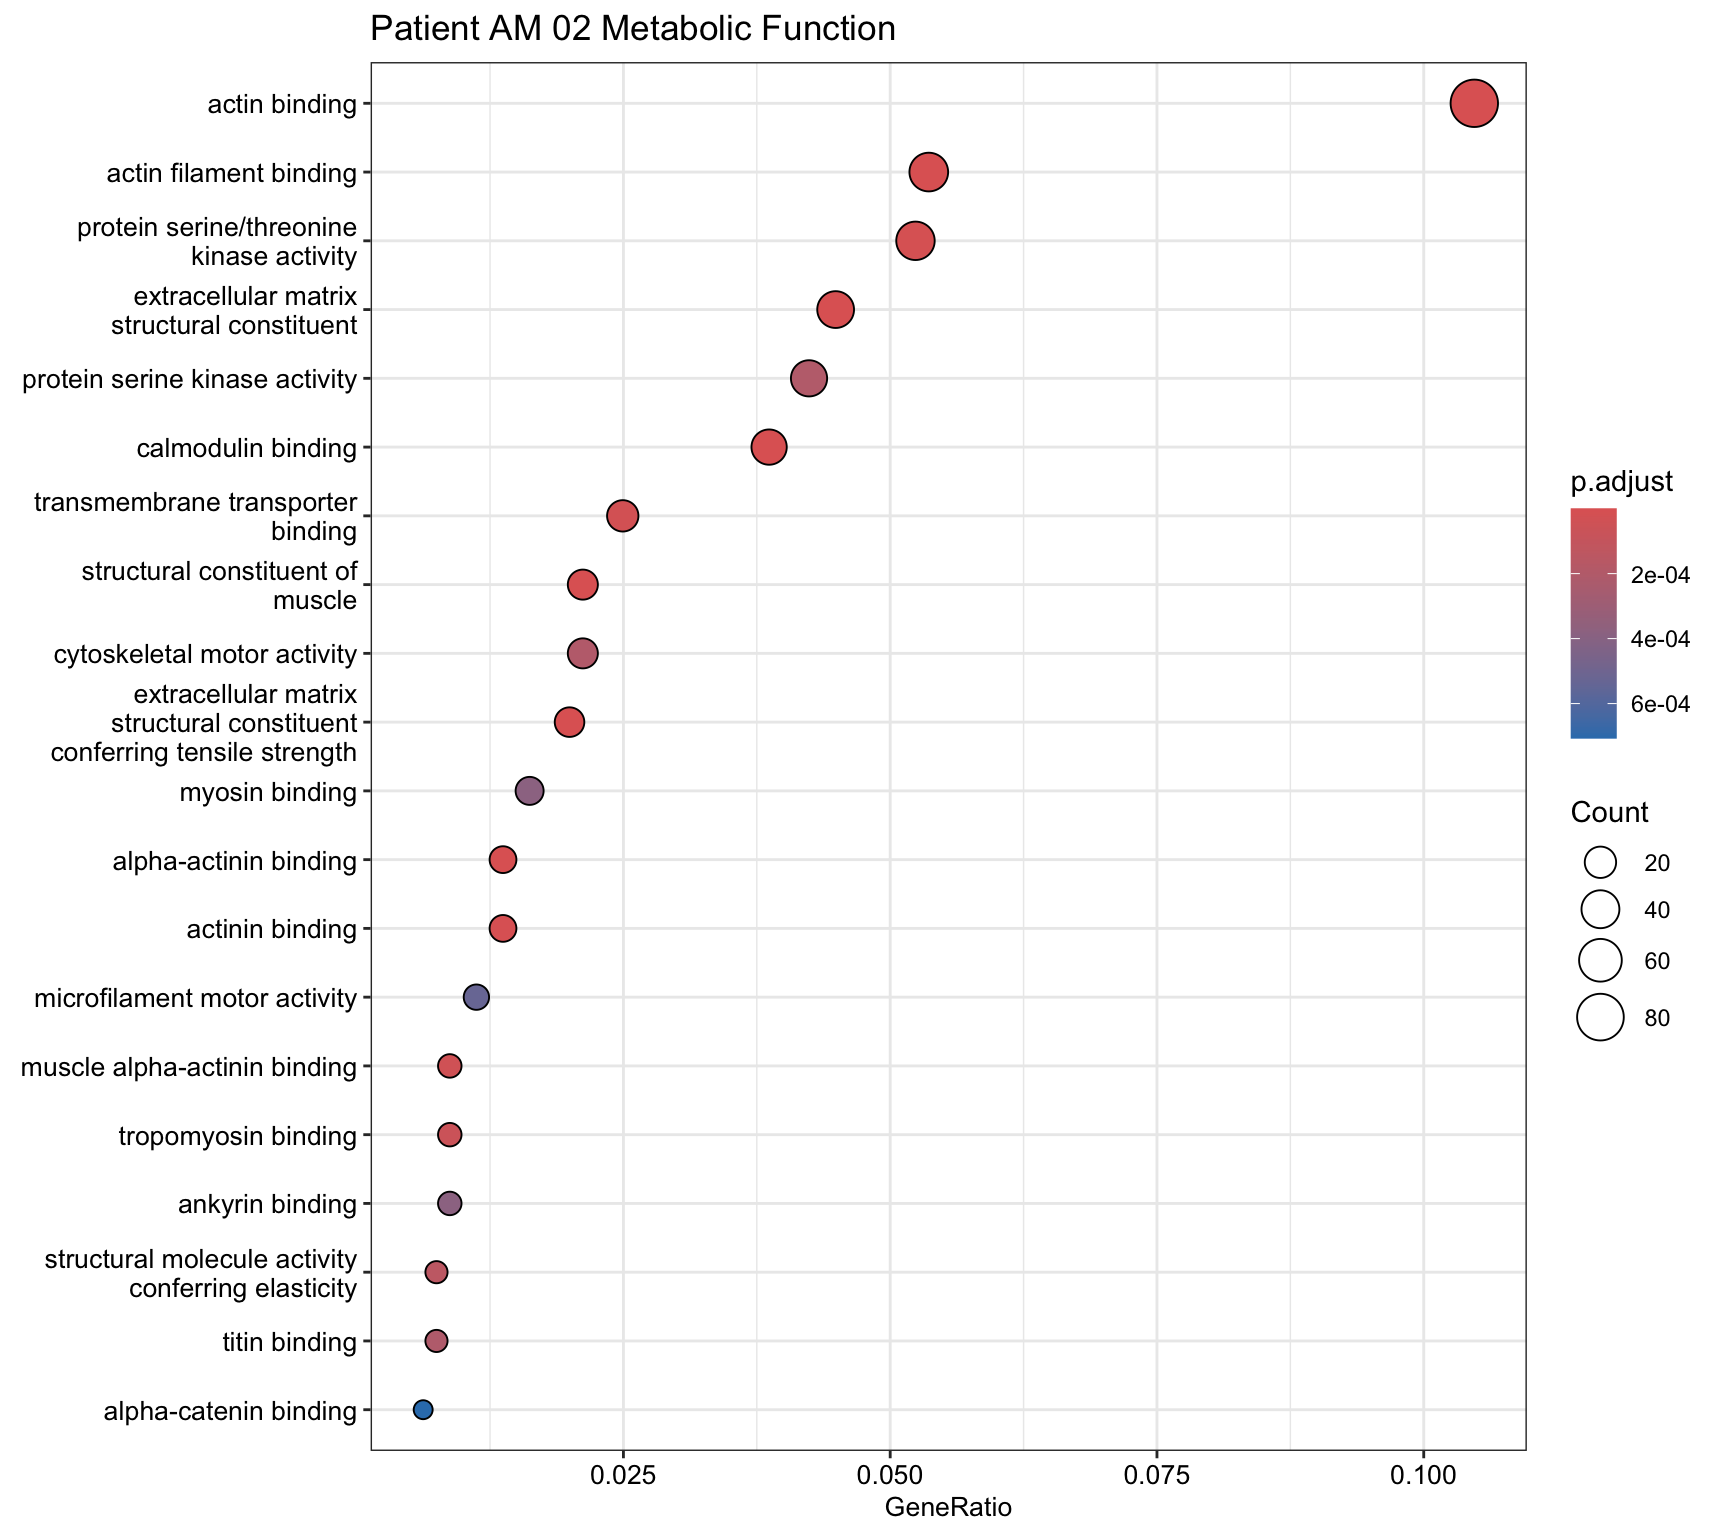 Patient AM 02 Metabolic Function
actin binding
actin filament binding
protein serine/threonine
kinase activity
extracellular matrix
structural constituent
protein serine kinase activity
calmodulin binding
transmembrane transporter
binding
structural constituent of
muscle
cytoskeletal motor activity
extracellular matrix
structural constituent
conferring tensile strength
myosin binding
alpha-actinin binding
actinin binding
microfilament motor activity
muscle alpha-actinin binding
tropomyosin binding
ankyrin binding
structural molecule activity
conferring elasticity
titin binding
alpha-catenin binding
0.025
0.050
0.075
0.100
GeneRatio
p.adjust
2e-04
4e-04
6e-04
Count
20
40
60
80